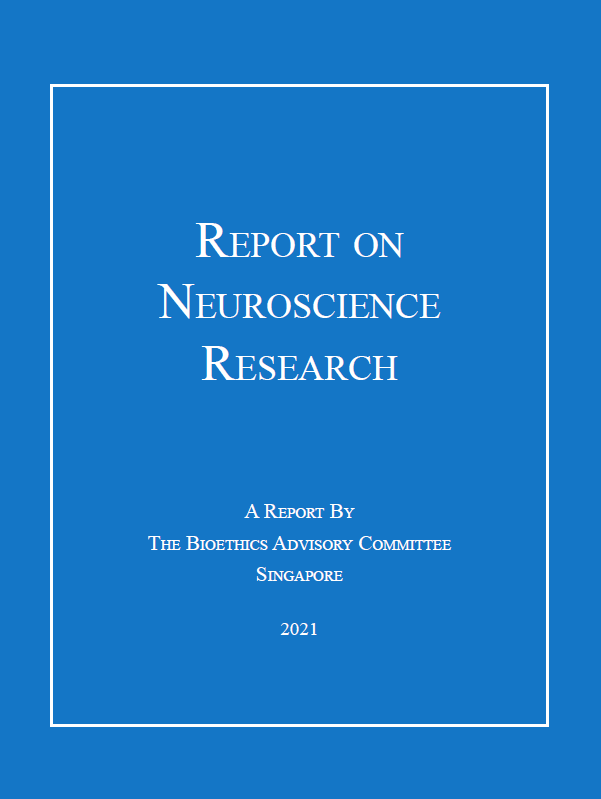 REPORT ON
NEUROSCIENCE
RESEARCH
A REPORT BY
THE BIOETHICS ADVISORY COMMITTEE
SINGAPORE
2021